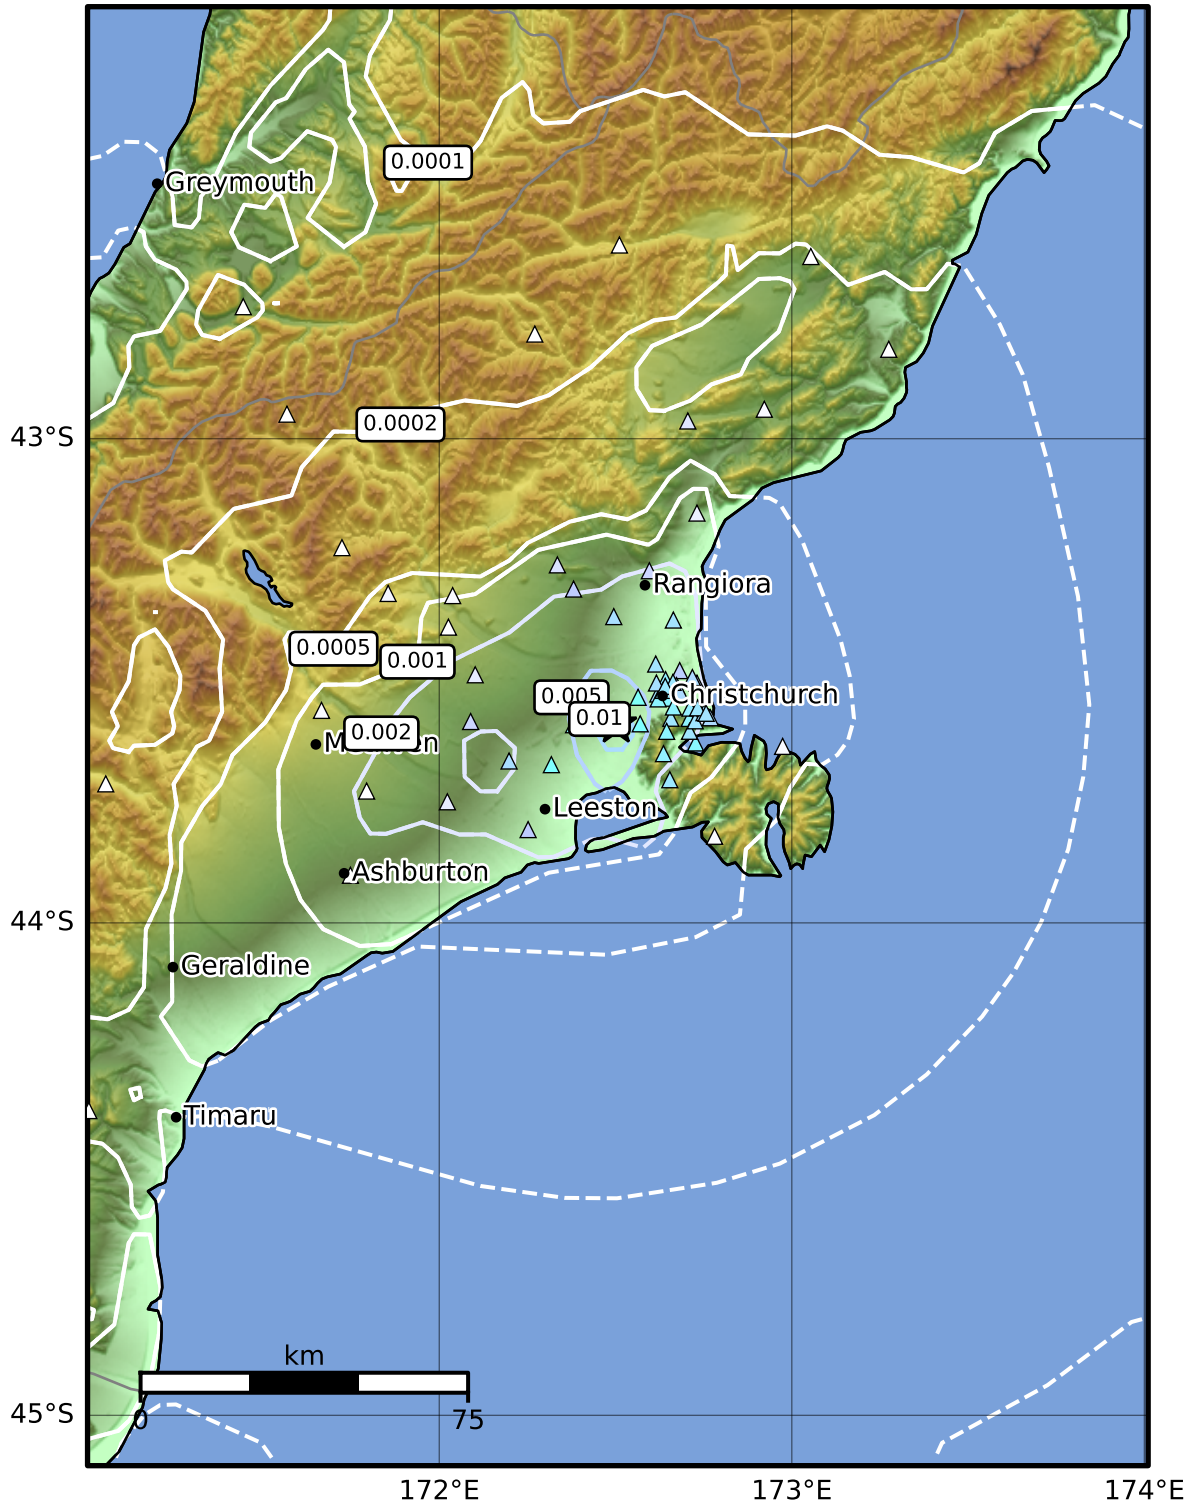 0.0001
Greymouth
0.0002
43°S
Rangiora
0.0005
0.001
0.005
Christchurch
0.01
0.002
Leeston
Ashburton
44°S
Geraldine
Timaru
km
0
75
45°S
172°E
173°E
174°E